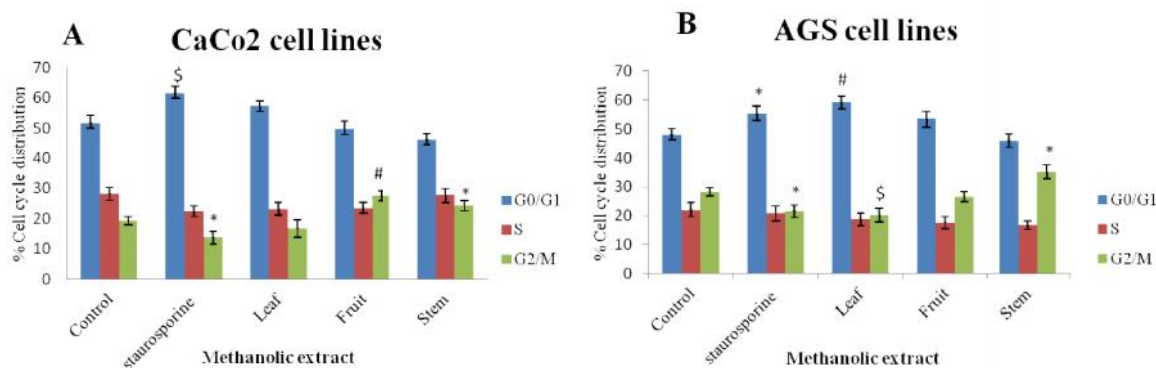 A
CaCo2 cell lines
% Cell cycle distribution
70
60
50
40
30
20
10
0
$
*
#
*
Control
staurosporine
Leaf
Fruit
Stem
Methanolic extract
G0/G1
S
G2/M
B
AGS cell lines
% Cell cycle distribution
70
60
50
40
30
20
10
0
*
*
#
$
*
Control
staurosporine
Leaf
Fruit
Stem
Methanolic extract
G0/G1
S
G2/M